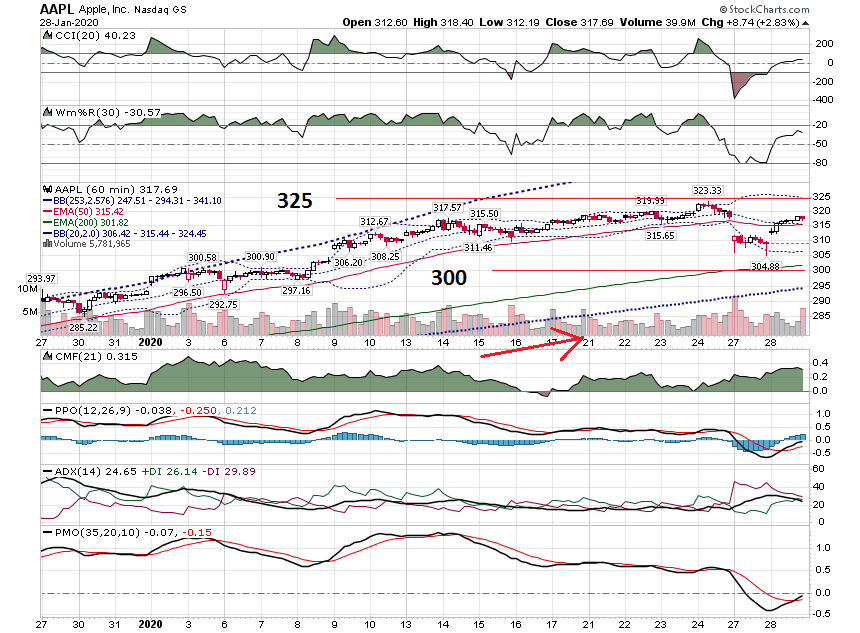 AAPL Apple, Inc. Nasdaq GS © StockCharts.com
28-Jan-2020 Open 312.60 High 318.40 Low 312.19 Close 317.69 Volume 39.9M Chg +8.74 (+2.83%)
CCI(20) 40.23
200
0
-200
-400
Wm%R(30) -30.57
-20
-50
-80
AAPL (60 min) 317.69
BB(253,2.576) 247.51 - 294.31 - 341.10
EMA(50) 315.42
EMA(200) 301.82
BB(20,2.0) 306.42 - 315.44 - 324.45
Volume 5,781,965
325
300
293.97
285.22
296.50
300.58
292.75
300.90
297.16
306.20
312.67
308.25
317.57
311.46
315.50
319.99
315.65
323.33
304.88
325
320
315
310
305
300
295
290
285
10M
5M
27 30 31 2020 3 6 7 8 9 10 13 14 15 16 17 21 22 23 24 27 28
CMF(21) 0.315
0.4
0.2
0.0
PPO(12,26,9) -0.038, -0.250, 0.212
1.0
0.5
0.0
-0.5
ADX(14) 24.65 +DI 26.14 -DI 29.89
60
40
20
0
PMO(35,20,10) -0.07, -0.15
1.0
0.5
0.0
-0.5
27 30 31 2020 3 6 7 8 9 10 13 14 15 16 17 21 22 23 24 27 28